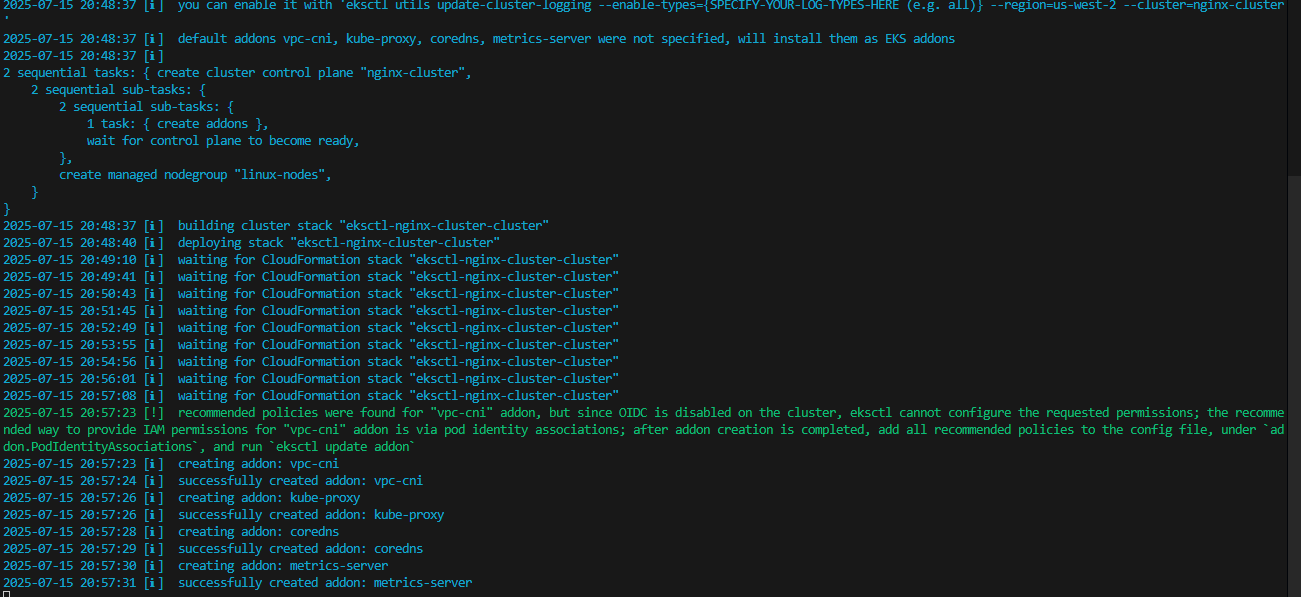 2025-07-15 20:48:37 [ℹ]  you can enable it with `eksctl utils update-cluster-logging --enable-types={SPECIFY-YOUR-LOG-TYPES-HERE (e.g. all)} --region=us-west-2 --cluster=nginx-cluster
'
2025-07-15 20:48:37 [ℹ]  default addons vpc-cni, kube-proxy, coredns, metrics-server were not specified, will install them as EKS addons
2025-07-15 20:48:37 [ℹ]
2 sequential tasks: { create cluster control plane "nginx-cluster",
    2 sequential sub-tasks: {
        2 sequential sub-tasks: {
            1 task: { create addons },
            wait for control plane to become ready,
        },
        create managed nodegroup "linux-nodes",
    }
}
2025-07-15 20:48:37 [ℹ]  building cluster stack "eksctl-nginx-cluster-cluster"
2025-07-15 20:48:40 [ℹ]  deploying stack "eksctl-nginx-cluster-cluster"
2025-07-15 20:49:10 [ℹ]  waiting for CloudFormation stack "eksctl-nginx-cluster-cluster"
2025-07-15 20:49:41 [ℹ]  waiting for CloudFormation stack "eksctl-nginx-cluster-cluster"
2025-07-15 20:50:43 [ℹ]  waiting for CloudFormation stack "eksctl-nginx-cluster-cluster"
2025-07-15 20:51:45 [ℹ]  waiting for CloudFormation stack "eksctl-nginx-cluster-cluster"
2025-07-15 20:52:49 [ℹ]  waiting for CloudFormation stack "eksctl-nginx-cluster-cluster"
2025-07-15 20:53:55 [ℹ]  waiting for CloudFormation stack "eksctl-nginx-cluster-cluster"
2025-07-15 20:54:56 [ℹ]  waiting for CloudFormation stack "eksctl-nginx-cluster-cluster"
2025-07-15 20:56:01 [ℹ]  waiting for CloudFormation stack "eksctl-nginx-cluster-cluster"
2025-07-15 20:57:08 [ℹ]  waiting for CloudFormation stack "eksctl-nginx-cluster-cluster"
2025-07-15 20:57:23 [!]  recommended policies were found for "vpc-cni" addon, but since OIDC is disabled on the cluster, eksctl cannot configure the requested permissions; the recomme
nded way to provide IAM permissions for "vpc-cni" addon is via pod identity associations; after addon creation is completed, add all recommended policies to the config file, under `ad
don.PodIdentityAssociations`, and run `eksctl update addon`
2025-07-15 20:57:23 [ℹ]  creating addon: vpc-cni
2025-07-15 20:57:24 [ℹ]  successfully created addon: vpc-cni
2025-07-15 20:57:26 [ℹ]  creating addon: kube-proxy
2025-07-15 20:57:26 [ℹ]  successfully created addon: kube-proxy
2025-07-15 20:57:28 [ℹ]  creating addon: coredns
2025-07-15 20:57:29 [ℹ]  successfully created addon: coredns
2025-07-15 20:57:30 [ℹ]  creating addon: metrics-server
2025-07-15 20:57:31 [ℹ]  successfully created addon: metrics-server